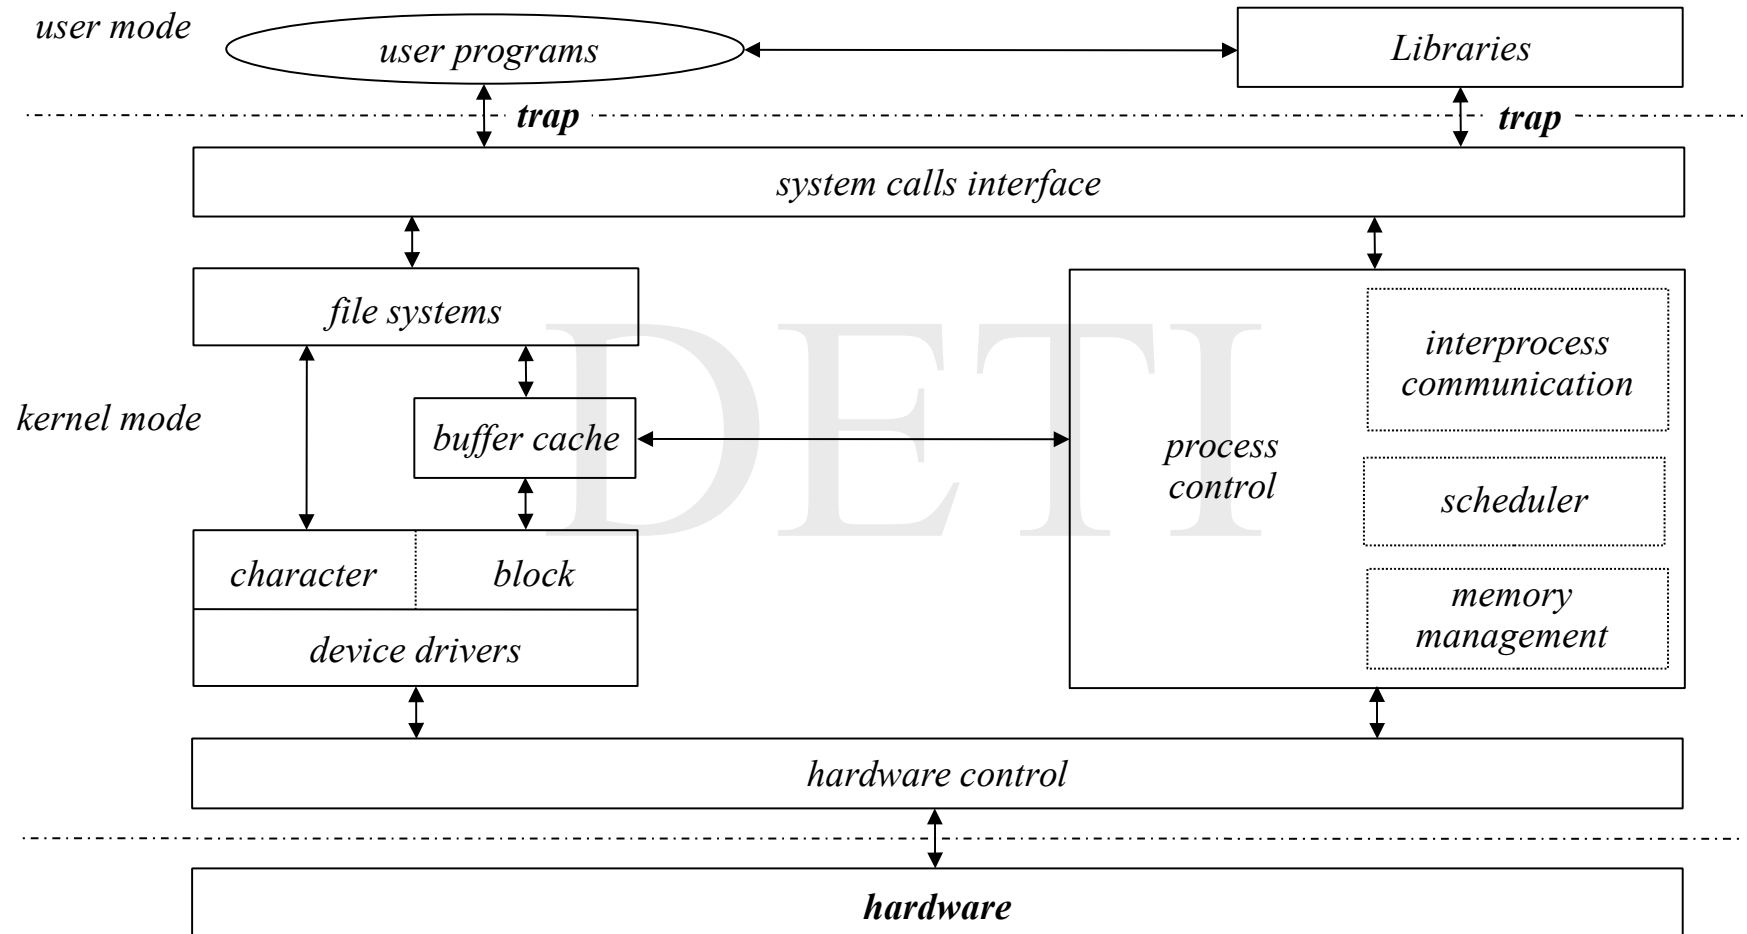 user mode
user programs
Libraries
trap
trap
system calls interface
file systems
interprocess
communication
kernel mode
buffer cache
process
control
scheduler
character
block
memory
management
device drivers
hardware control
hardware
DETI